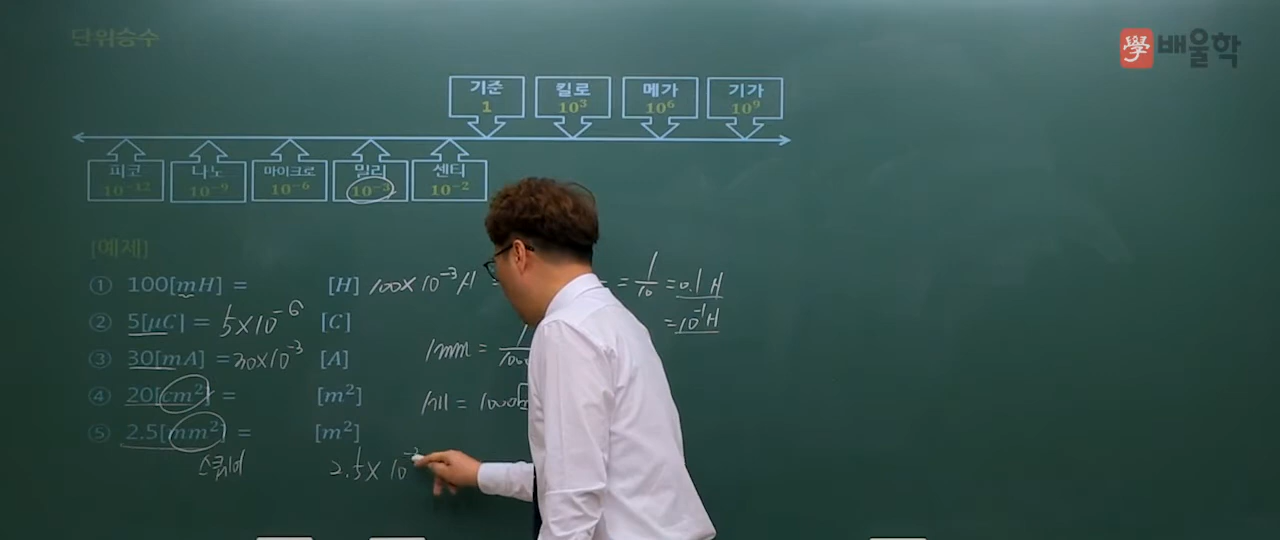 단위승수
學 배울학
기준 킬로 메가 기가
1 10³ 10⁶ 10⁹
피코 나노 마이크로 밀리 센티
10⁻¹² 10⁻⁹ 10⁻⁶ 10⁻³ 10⁻²
[예제]
① 100[mH] = [H] 100×10⁻³ H = 1/10 = 0.1 H
② 5[μC] = 5×10⁻⁶ [C] = 10⁻¹ H
③ 30[mA] = 30×10⁻³ [A] 1mm =
④ 20[cm²] = [m²] 1M = 1000
⑤ 2.5[mm²] = [m²]
스퀘어 2.5× 10